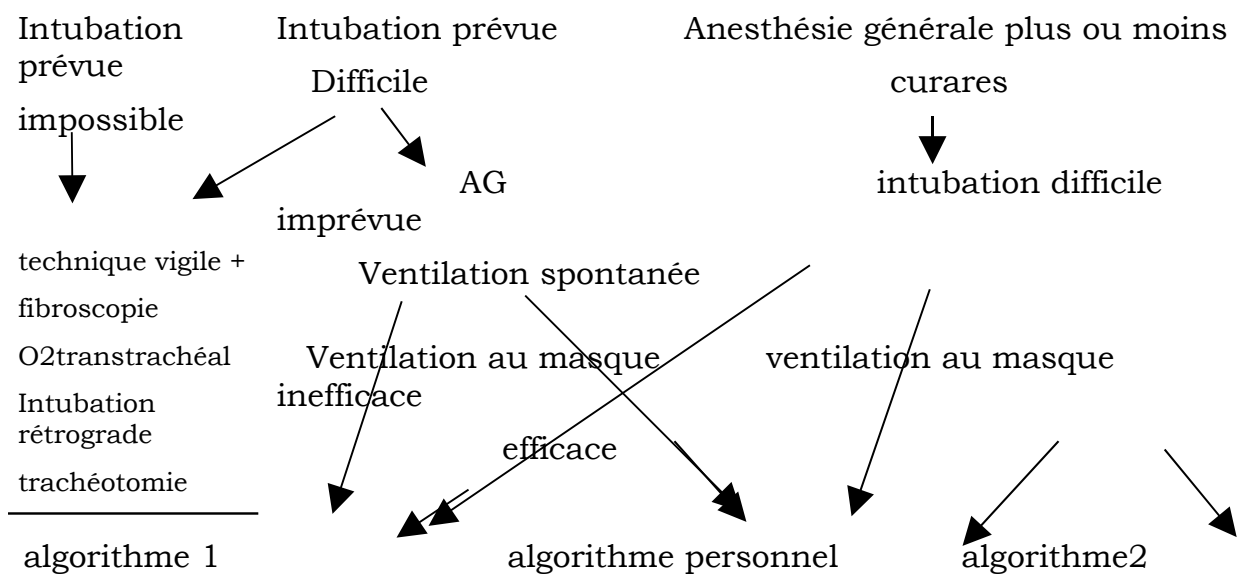 Intubation prévue
impossible
Intubation prévue
Difficile
Anesthésie générale plus ou moins
curares
AG
imprévue
intubation difficile
technique vigile +
fibroscopie
O2transtrachéal
Intubation
rétrograde
trachéotomie
Ventilation spontanée
Ventilation au masque
inefficace
ventilation au masque
efficace
algorithme 1
algorithme personnel
algorithme2